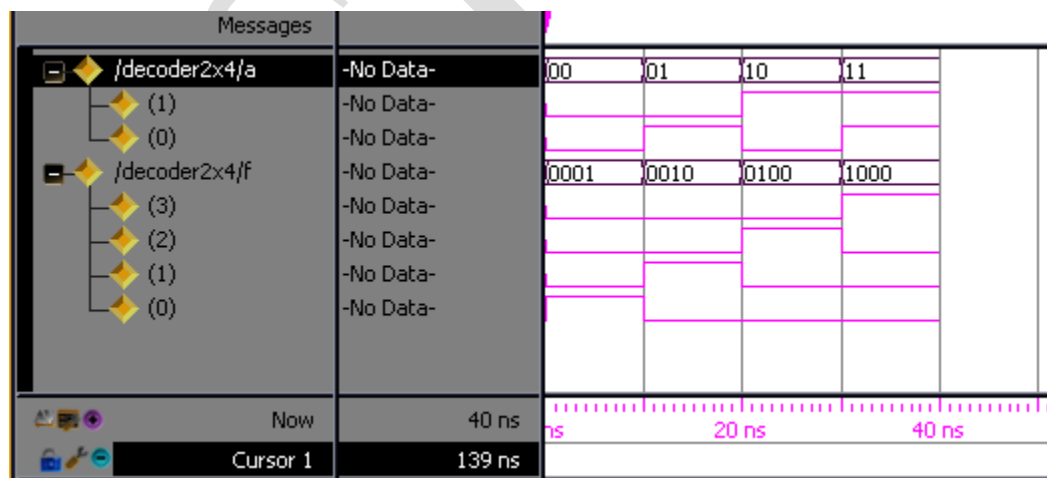 Messages
/decoder2x4/a -No Data- 00 01 10 11
(1) -No Data-
(0) -No Data-
/decoder2x4/f -No Data- 0001 0010 0100 1000
(3) -No Data-
(2) -No Data-
(1) -No Data-
(0) -No Data-
Now 40 ns ns 20 ns 40 ns
Cursor 1 139 ns